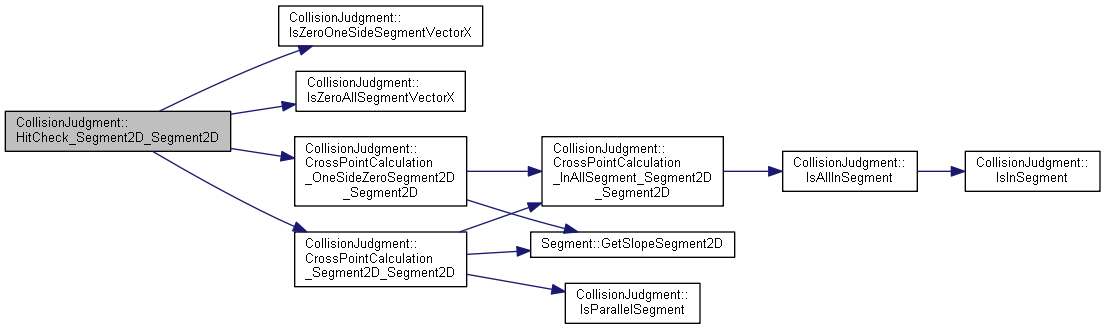 CollisionJudgment::
IsZeroOneSideSegmentVectorX
CollisionJudgment::
IsZeroAllSegmentVectorX
CollisionJudgment::
HitCheck_Segment2D_Segment2D
CollisionJudgment::
CrossPointCalculation
_OneSideZeroSegment2D
_Segment2D
CollisionJudgment::
CrossPointCalculation
_InAllSegment_Segment2D
_Segment2D
CollisionJudgment::
IsAllInSegment
CollisionJudgment::
IsInSegment
CollisionJudgment::
CrossPointCalculation
_Segment2D_Segment2D
Segment::GetSlopeSegment2D
CollisionJudgment::
IsParallelSegment